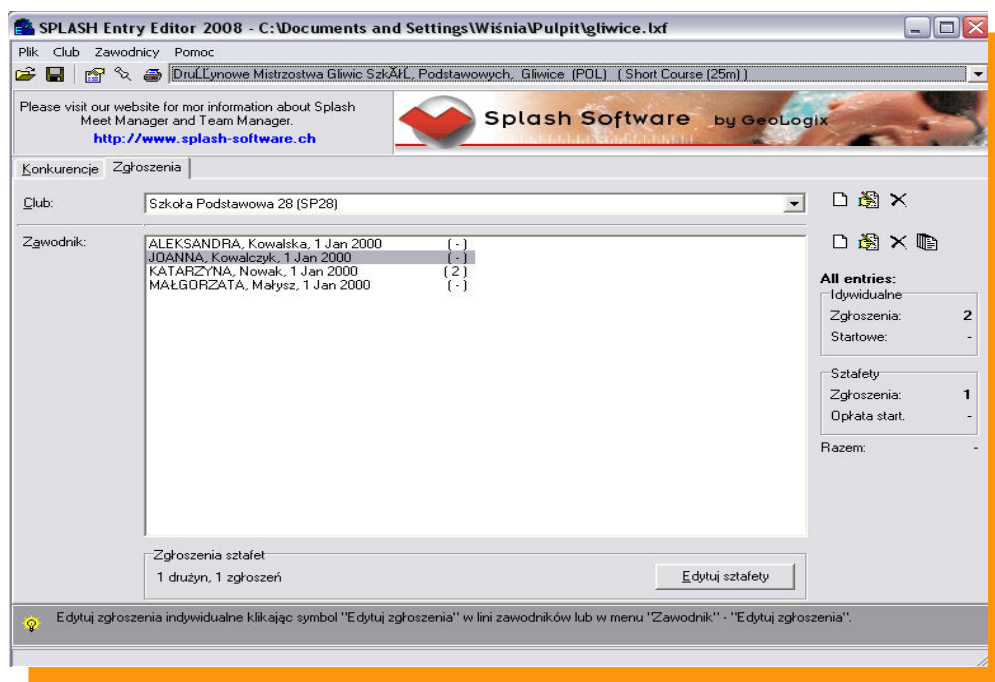 SPLASH Entry Editor 2008 - C:\Documents and Settings\Wiśnia\Pulpit\gliwice.lxf
Plik Club Zawodnicy Pomoc
DruĹĽynowe Mistrzostwa Gliwic SzkĂłĹ‚ Podstawowych, Gliwice (POL) ( Short Course (25m) )
Please visit our website for mor information about Splash
Meet Manager and Team Manager.
http://www.splash-software.ch
Splash Software by GeoLogix
Konkurencje Zgłoszenia
Club: Szkoła Podstawowa 28 (SP28)
Zawodnik:
ALEKSANDRA, Kowalska, 1 Jan 2000 ( - )
JOANNA, Kowalczyk, 1 Jan 2000 ( - )
KATARZYNA, Nowak, 1 Jan 2000 ( 2 )
MAŁGORZATA, Małysz, 1 Jan 2000 ( - )
All entries:
Idywidualne
Zgłoszenia: 2
Startowe: -
Sztafety
Zgłoszenia: 1
Opłata start. -
Razem: -
Zgłoszenia sztafet
1 drużyn, 1 zgłoszeń
Edytuj sztafety
Edytuj zgłoszenia indywidualne klikając symbol "Edytuj zgłoszenia" w lini zawodników lub w menu "Zawodnik" - "Edytuj zgłoszenia".